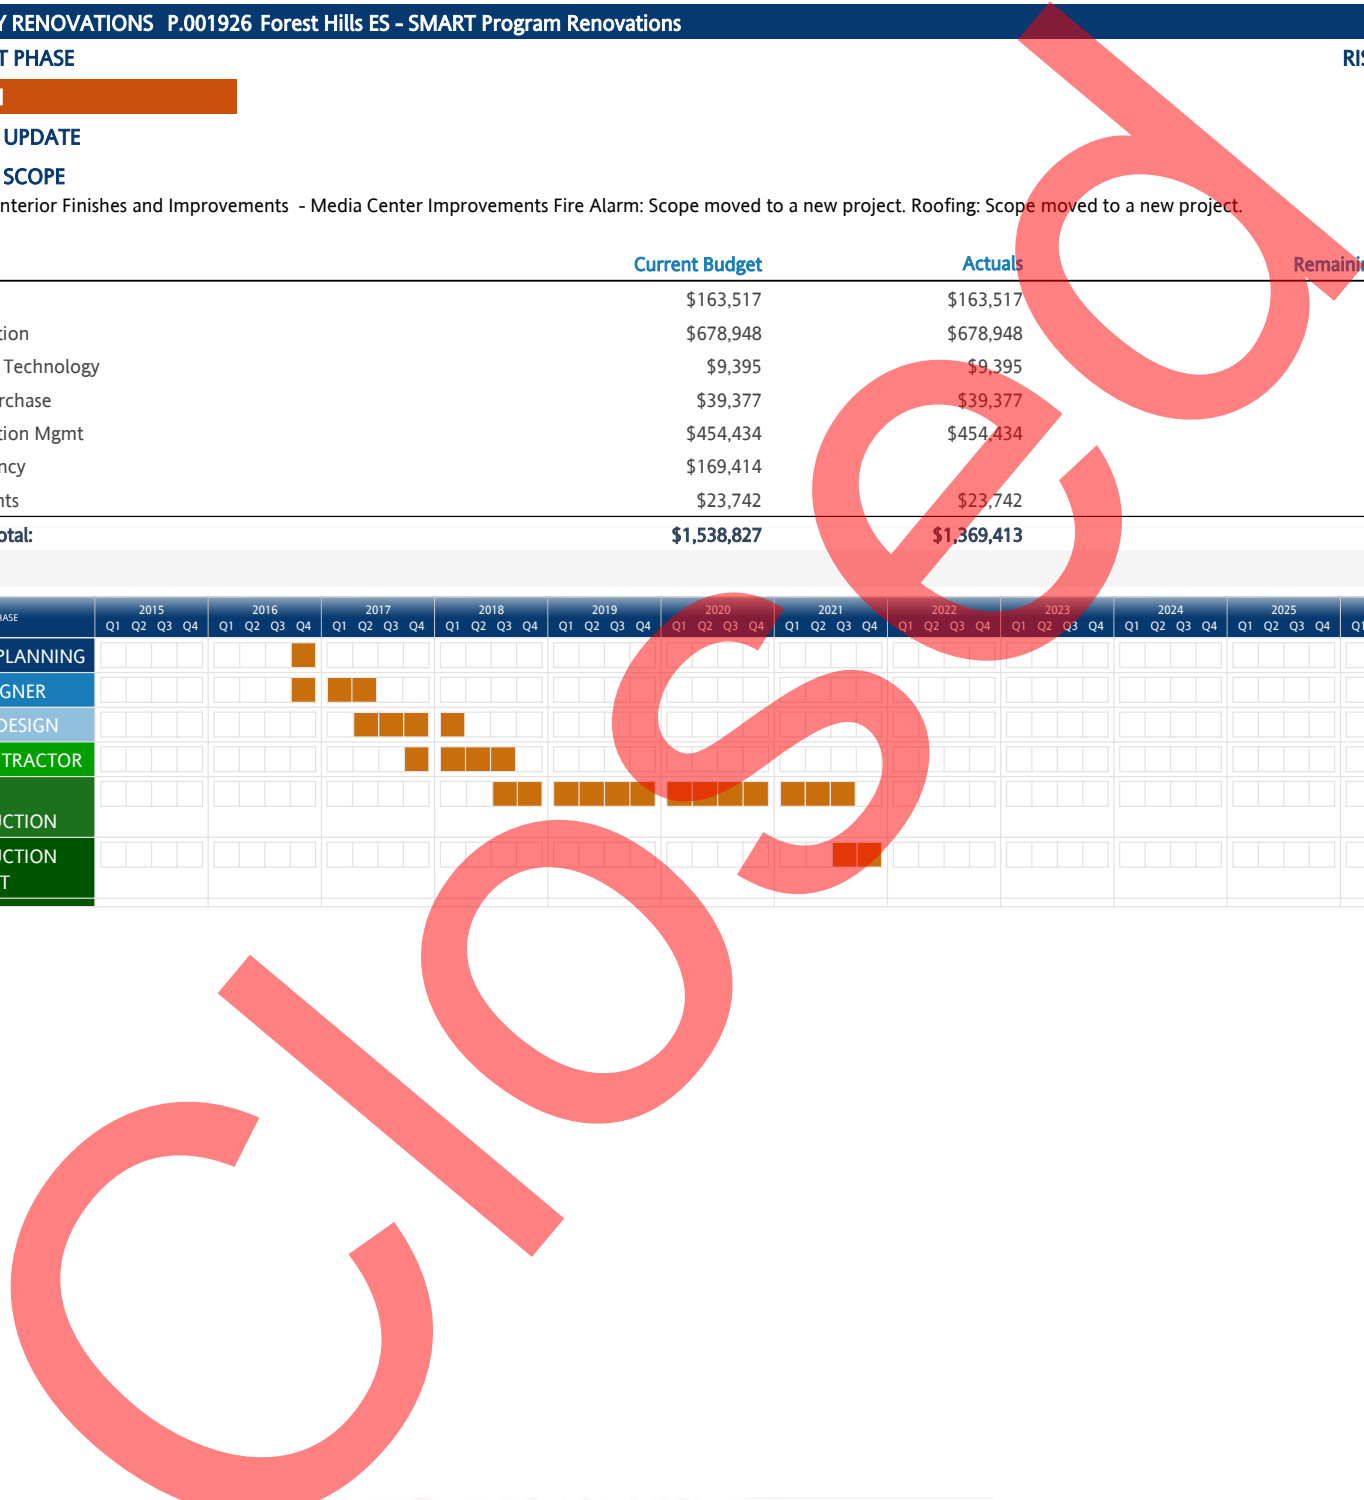 Y RENOVATIONS P.001926 Forest Hills ES - SMART Program Renovations
T PHASE RIS
UPDATE
SCOPE
nterior Finishes and Improvements - Media Center Improvements Fire Alarm: Scope moved to a new project. Roofing: Scope moved to a new project.
Current Budget Actuals Remaini
$163,517 $163,517
tion $678,948 $678,948
Technology $9,395 $9,395
rchase $39,377 $39,377
tion Mgmt $454,434 $454,434
ncy $169,414
nts $23,742 $23,742
otal: $1,538,827 $1,369,413
HASE 2015 2016 2017 2018 2019 2020 2021 2022 2023 2024 2025
Q1 Q2 Q3 Q4 Q1 Q2 Q3 Q4 Q1 Q2 Q3 Q4 Q1 Q2 Q3 Q4 Q1 Q2 Q3 Q4 Q1 Q2 Q3 Q4 Q1 Q2 Q3 Q4 Q1 Q2 Q3 Q4 Q1 Q2 Q3 Q4 Q1 Q2 Q3 Q4 Q1 Q2 Q3 Q4 Q1
PLANNING
GNER
DESIGN
TRACTOR
UCTION
UCTION
T
Closed